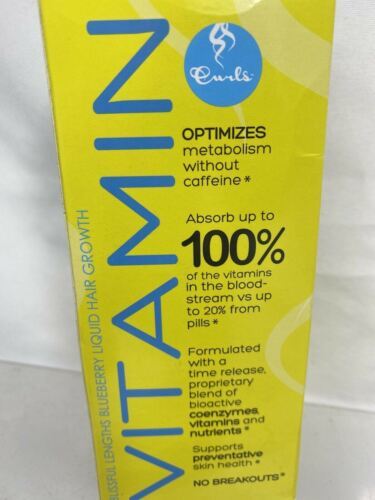 Curls
VITAMIN
BLISSFUL LENGTHS BLUEBERRY LIQUID HAIR GROWTH
OPTIMIZES
metabolism
without
caffeine*
Absorb up to
100%
of the vitamins
in the blood-
stream vs up
to 20% from
pills*
Formulated
with a
time release,
proprietary
blend of
bioactive
coenzymes,
vitamins and
nutrients*
Supports
preventative
skin health*
NO BREAKOUTS*